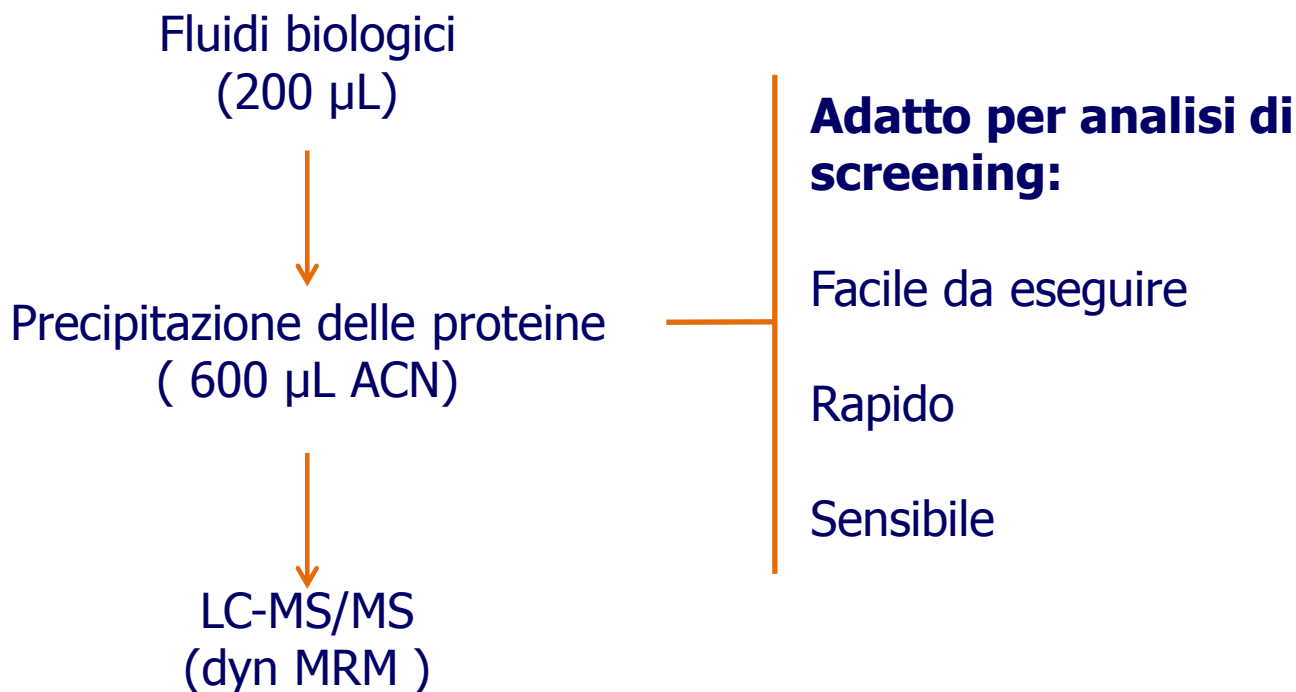 Fluidi biologici
(200 µL)
Precipitazione delle proteine
( 600 µL ACN)
LC-MS/MS
(dyn MRM )
Adatto per analisi di
screening:
Facile da eseguire
Rapido
Sensibile